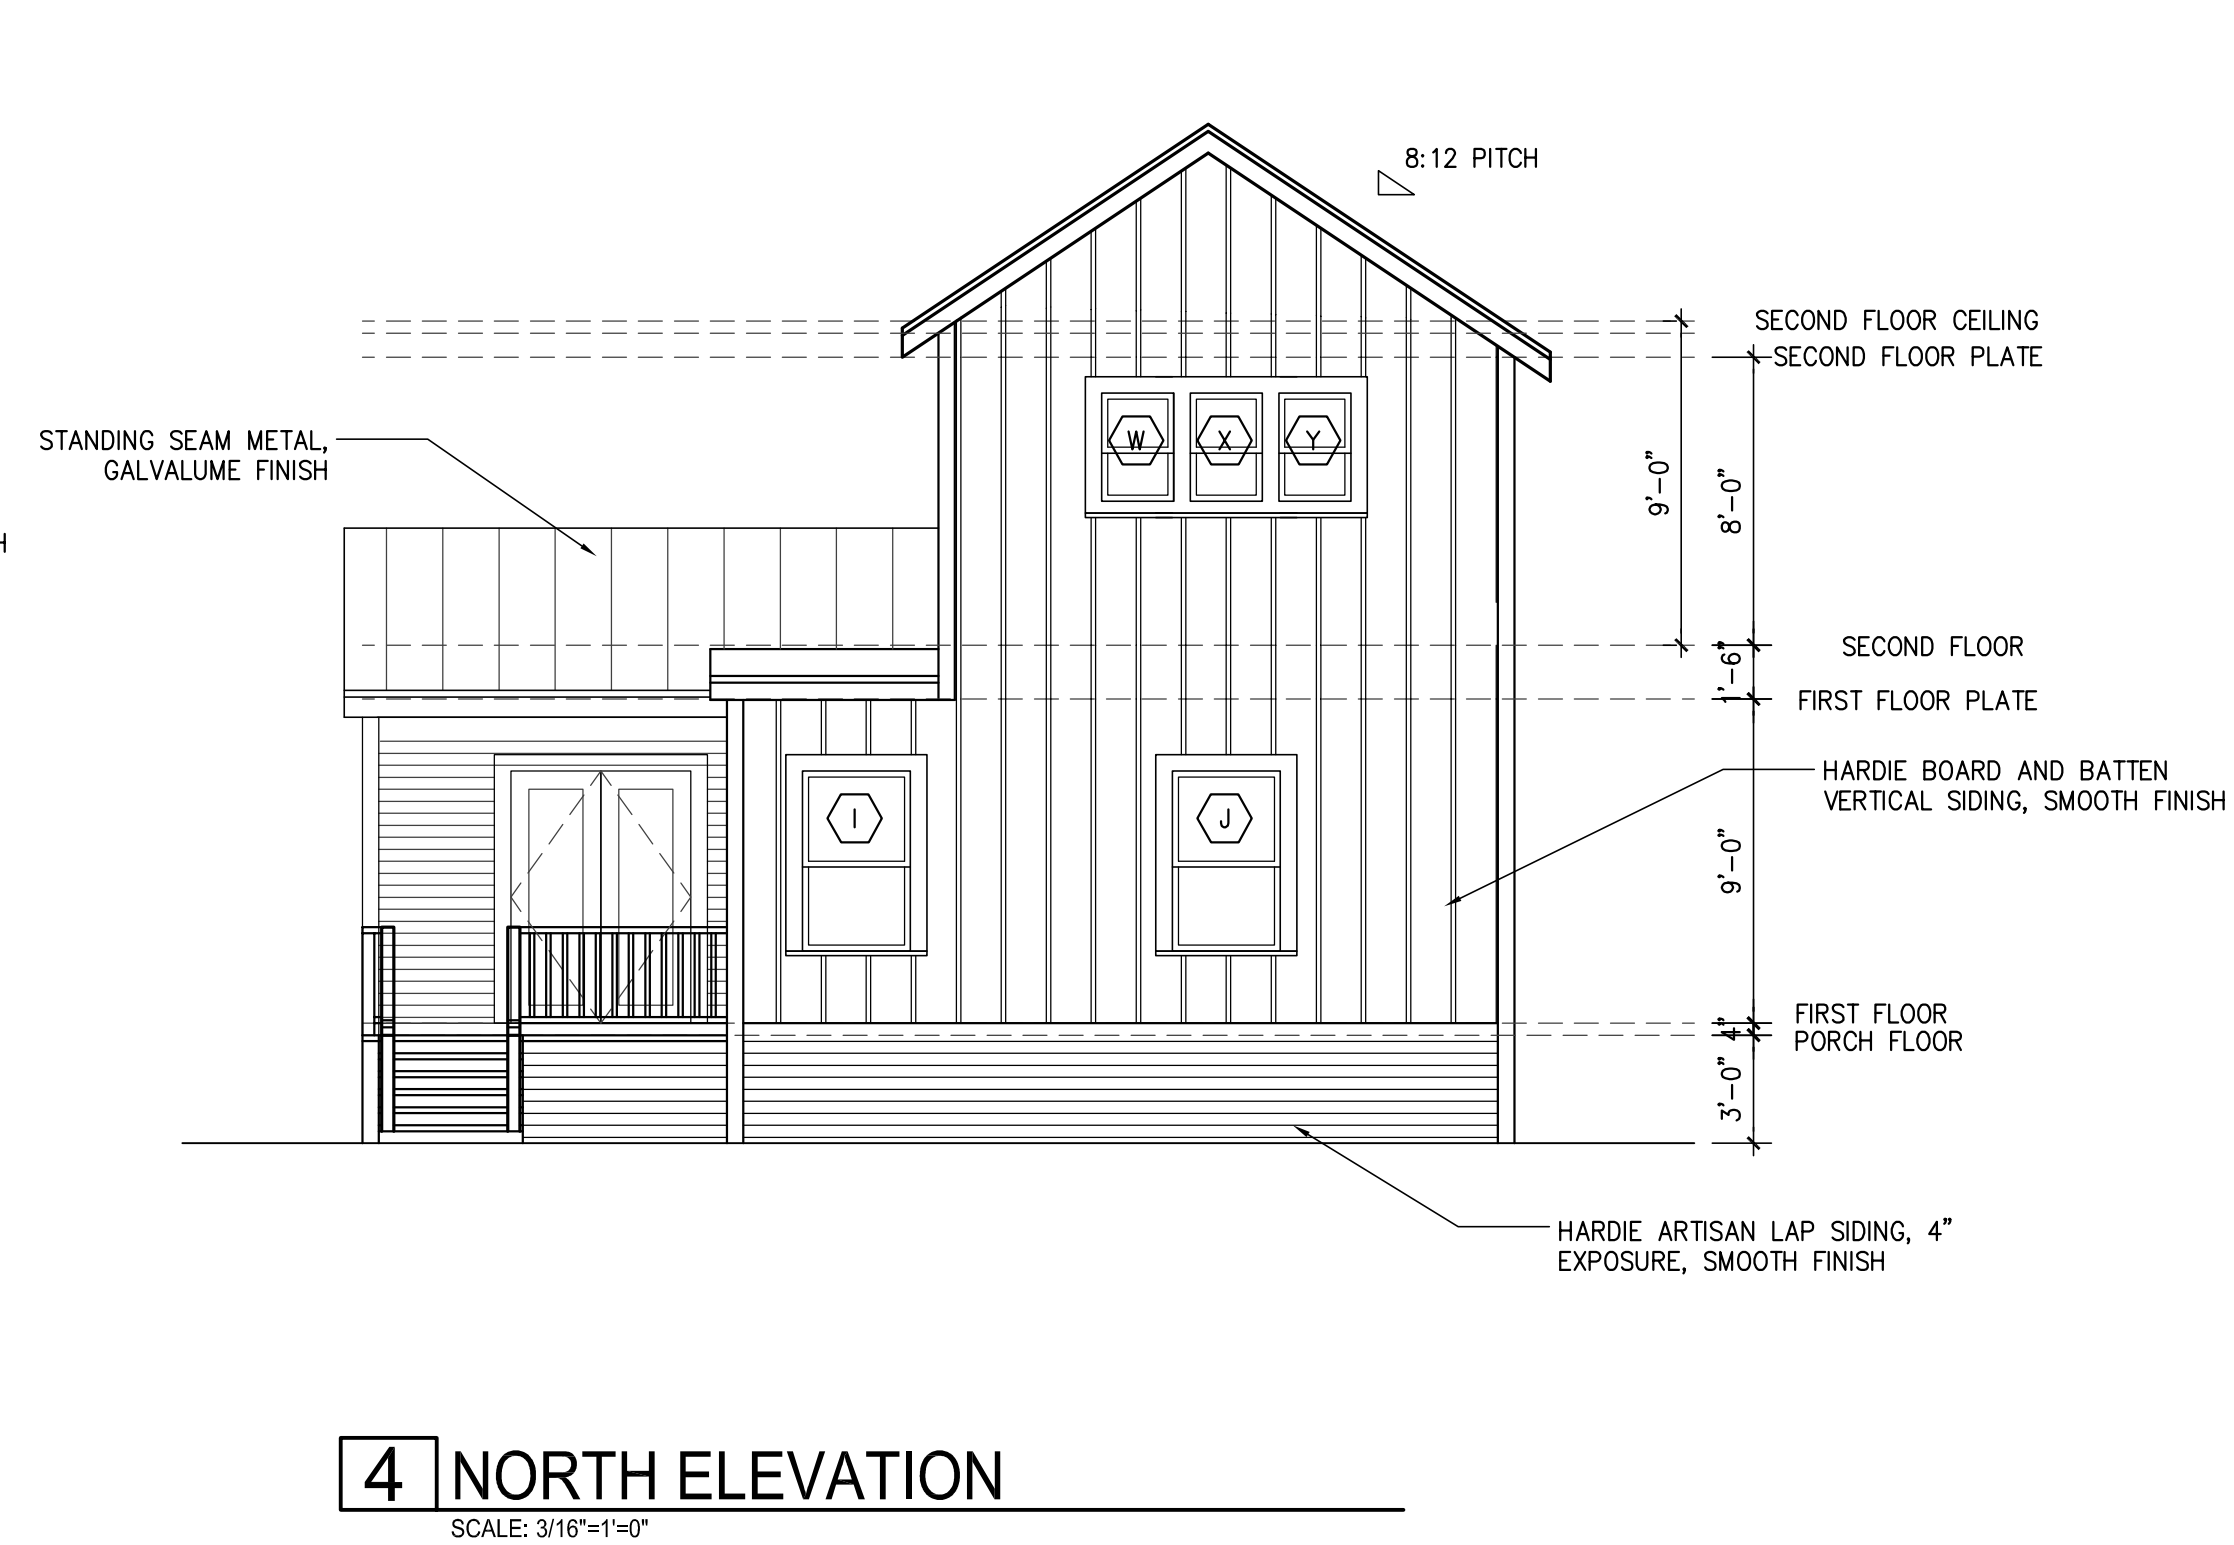 8:12 PITCH
SECOND FLOOR CEILING
SECOND FLOOR PLATE
STANDING SEAM METAL,
GALVALUME FINISH
W
X
Y
9'-0"
8'-0"
H
SECOND FLOOR
1'-6"
FIRST FLOOR PLATE
HARDIE BOARD AND BATTEN
VERTICAL SIDING, SMOOTH FINISH
I
J
9'-0"
FIRST FLOOR
4"
PORCH FLOOR
3'-0"
HARDIE ARTISAN LAP SIDING, 4"
EXPOSURE, SMOOTH FINISH
4 NORTH ELEVATION
SCALE: 3/16"=1'=0"